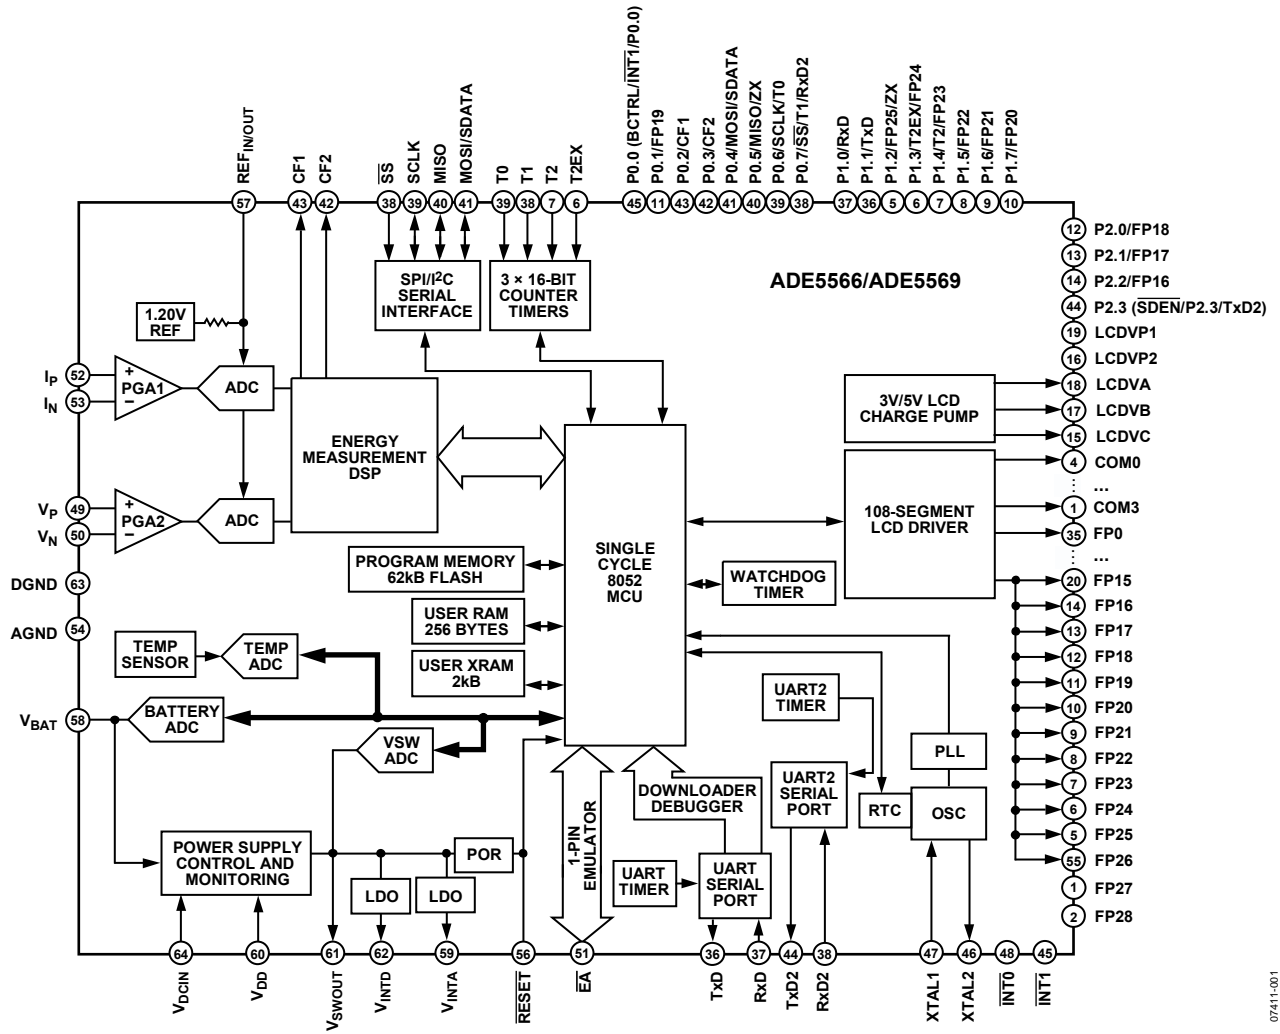 REF IN/OUT
CF1
CF2
SS
SCLK
MISO
MOSI/SDATA
T0
T1
T2
T2EX
P0.0 (BCTRL/INT1/P0.0)
P0.1/FP19
P0.2/CF1
P0.3/CF2
P0.4/MOSI/SDATA
P0.5/MISO/ZX
P0.6/SCLK/T0
P0.7/SS/T1/RxD2
P1.0/RxD
P1.1/TxD
P1.2/FP25/ZX
P1.3/T2EX/FP24
P1.4/T2/FP23
P1.5/FP22
P1.6/FP21
P1.7/FP20
57
43
42
38
39
40
41
39
38
7
6
45
11
43
42
41
40
39
38
37
36
5
6
7
8
9
10
ADE5566/ADE5569
12 P2.0/FP18
13 P2.1/FP17
14 P2.2/FP16
44 P2.3 (SDEN/P2.3/TxD2)
19 LCDVP1
16 LCDVP2
18 LCDVA
17 LCDVB
15 LCDVC
4 COM0
...
1 COM3
35 FP0
...
20 FP15
14 FP16
13 FP17
12 FP18
11 FP19
10 FP20
9 FP21
8 FP22
7 FP23
6 FP24
5 FP25
55 FP26
1 FP27
2 FP28
SPI/I2C
SERIAL
INTERFACE
3 × 16-BIT
COUNTER
TIMERS
1.20V
REF
IP 52
IN 53
+
PGA1
–
ADC
ENERGY
MEASUREMENT
DSP
VP 49
VN 50
+
PGA2
–
ADC
DGND 63
AGND 54
VBAT 58
3V/5V LCD
CHARGE PUMP
108-SEGMENT
LCD DRIVER
SINGLE
CYCLE
8052
MCU
PROGRAM MEMORY
62kB FLASH
USER RAM
256 BYTES
USER XRAM
2kB
WATCHDOG
TIMER
TEMP
SENSOR
TEMP
ADC
BATTERY
ADC
VSW
ADC
UART2
TIMER
UART2
SERIAL
PORT
PLL
RTC
OSC
DOWNLOADER
DEBUGGER
1-PIN
EMULATOR
POWER SUPPLY
CONTROL AND
MONITORING
POR
LDO
LDO
UART
TIMER
UART
SERIAL
PORT
64
60
61
62
59
56
51
36
37
44
38
47
46
48
45
VDCIN
VDD
VSWOUT
VINTD
VINTA
RESET
EA
TxD
RxD
TxD2
RxD2
XTAL1
XTAL2
INT0
INT1
07411-001